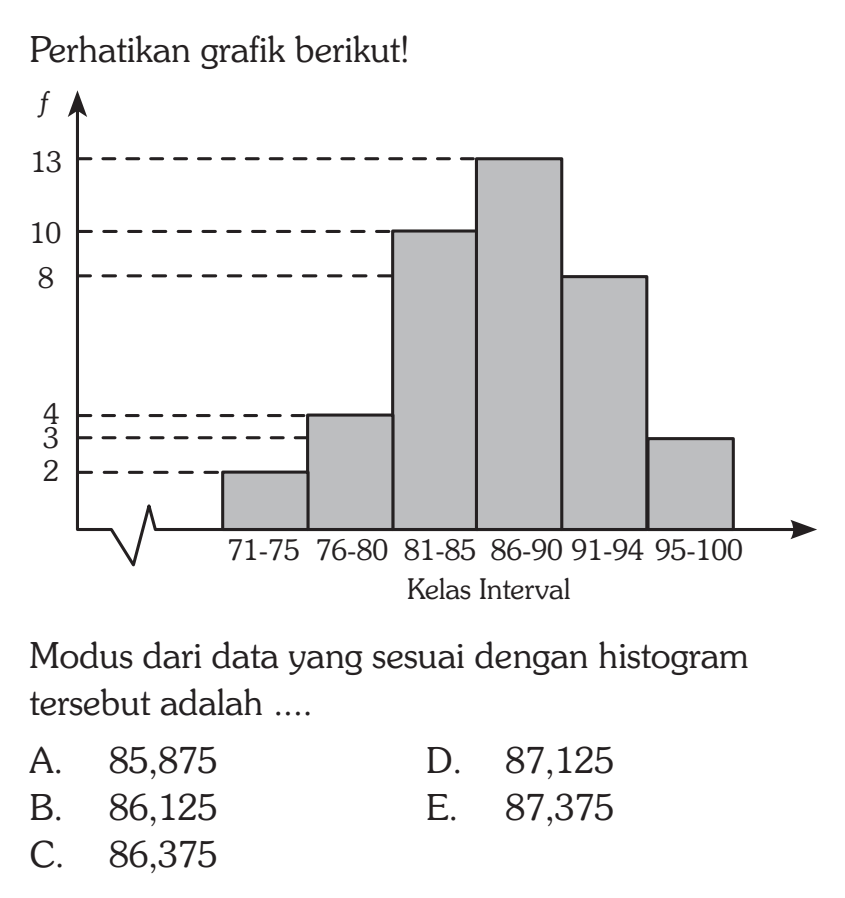 Perhatikan grafik berikut!
f
13
10
8
4
3
2
71-75 76-80 81-85 86-90 91-94 95-100
Kelas Interval
Modus dari data yang sesuai dengan histogram
tersebut adalah ....
A. 85,875 D. 87,125
B. 86,125 E. 87,375
C. 86,375